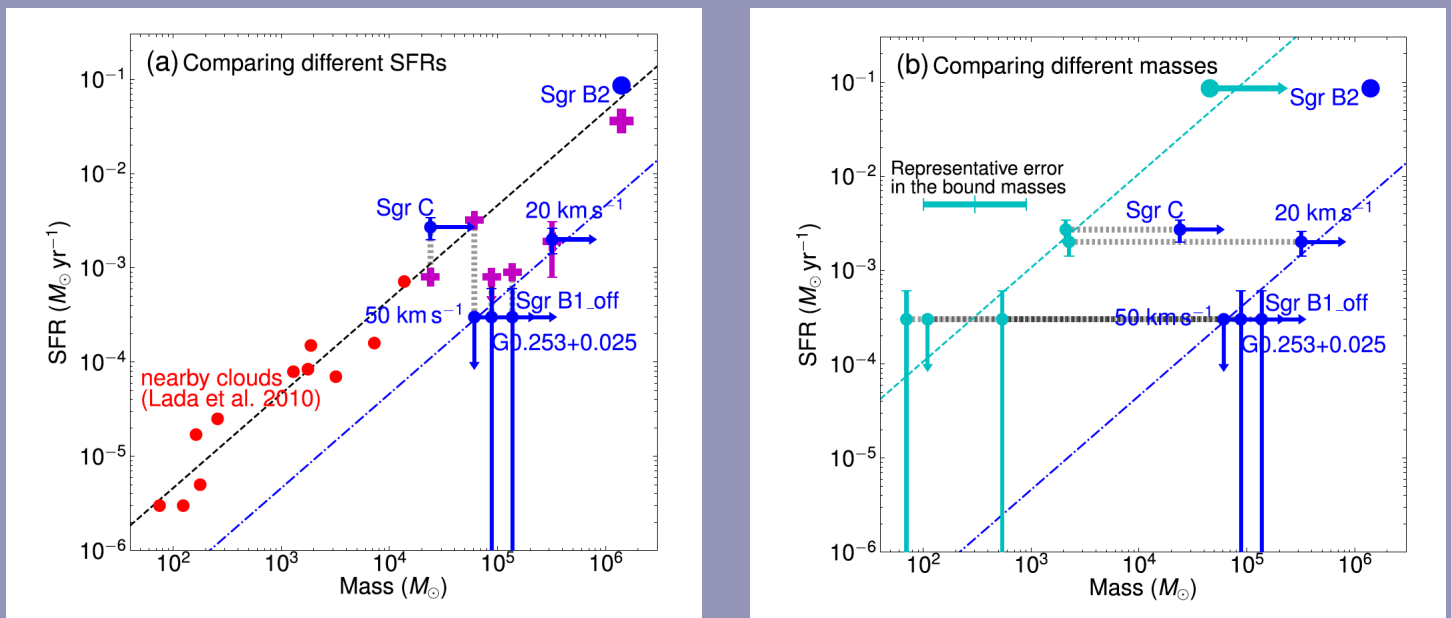 (a) Comparing different SFRs
Sgr B2
Sgr C
20 km s⁻¹
50 km s⁻¹
Sgr B1_off
G0.253+0.025
nearby clouds
(Lada et al. 2010)
SFR (M⊙ yr⁻¹)
10⁻¹
10⁻²
10⁻³
10⁻⁴
10⁻⁵
10⁻⁶
10² 10³ 10⁴ 10⁵ 10⁶
Mass (M⊙)
(b) Comparing different masses
Sgr B2
Representative error
in the bound masses
Sgr C
20 km s⁻¹
50 km s⁻¹
Sgr B1_off
G0.253+0.025
SFR (M⊙ yr⁻¹)
10⁻¹
10⁻²
10⁻³
10⁻⁴
10⁻⁵
10⁻⁶
10² 10³ 10⁴ 10⁵ 10⁶
Mass (M⊙)